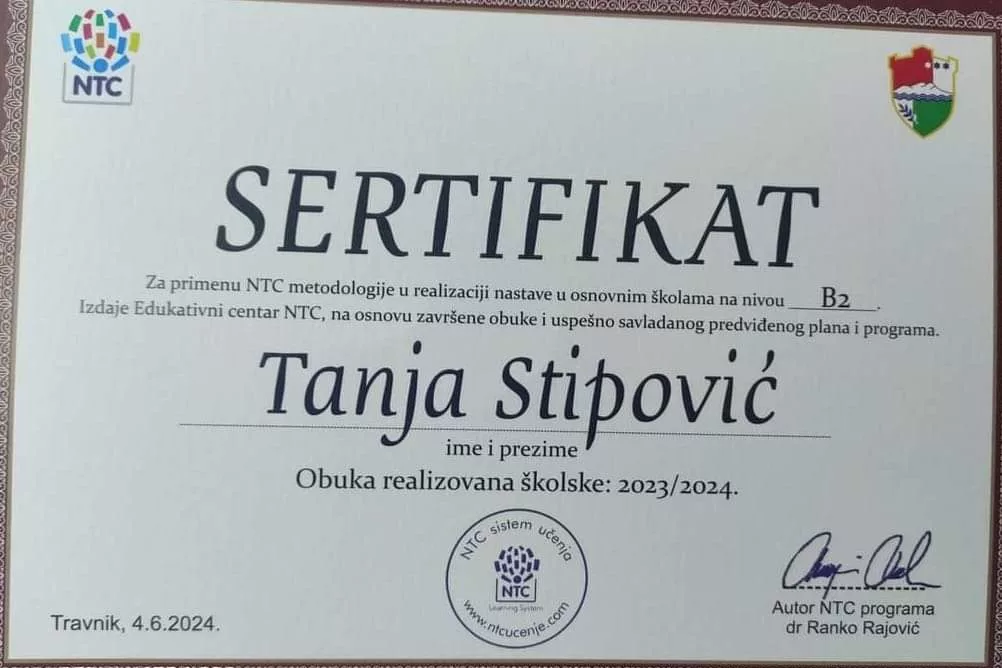 NTC
SERTIFIKAT
Za primenu NTC metodologije u realizaciji nastave u osnovnim školama na nivou B2.
Izdaje Edukativni centar NTC, na osnovu završene obuke i uspešno savladanog predviđenog plana i programa.
Tanja Stipović
ime i prezime
Obuka realizovana školske: 2023/2024.
NTC sistem učenja
NTC
Learning System
www.ntcucenje.com
Travnik, 4.6.2024.
Autor NTC programa
dr Ranko Rajović